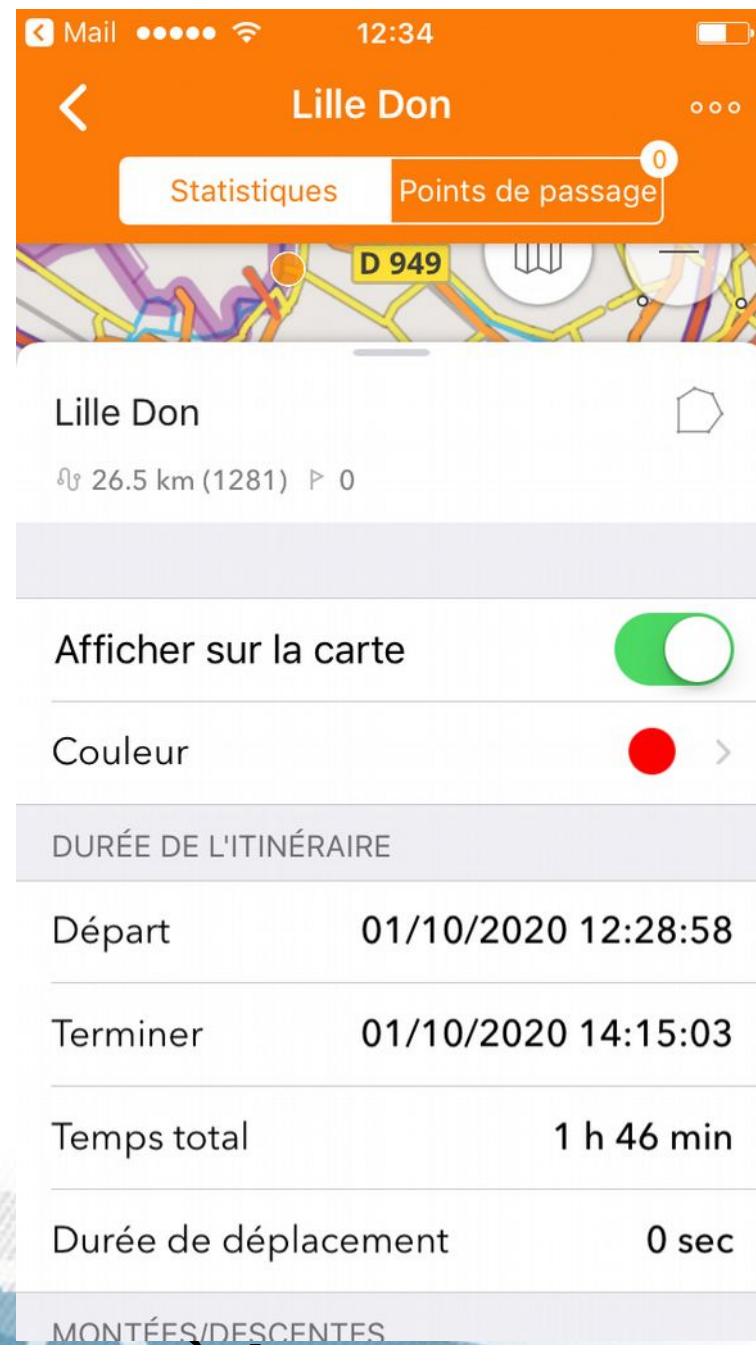 Mail 12:34
Lille Don
Statistiques Points de passage 0
D 949
Lille Don
26.5 km (1281) 0
Afficher sur la carte
Couleur
DURÉE DE L'ITINÉRAIRE
Départ 01/10/2020 12:28:58
Terminer 01/10/2020 14:15:03
Temps total 1 h 46 min
Durée de déplacement 0 sec
MONTÉES/DESCENTES